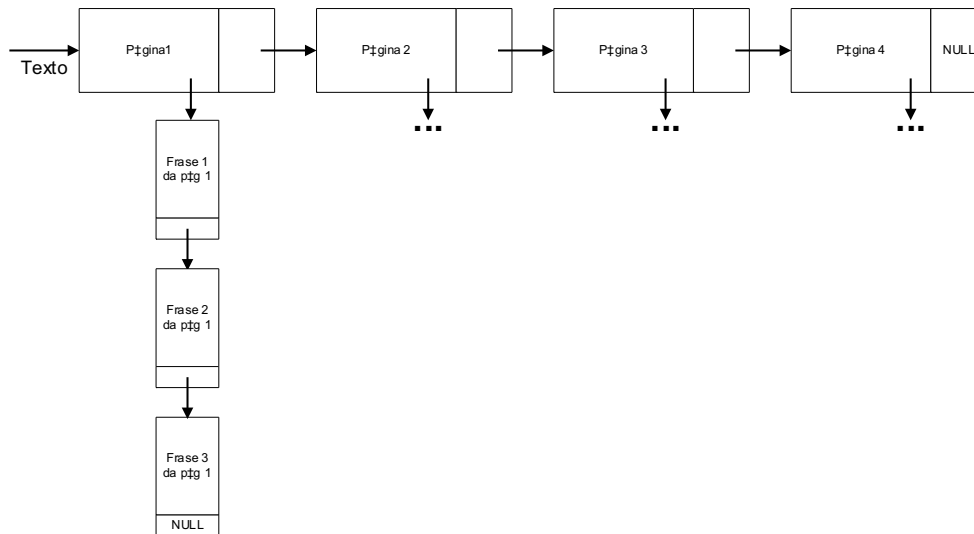 P‡gina1
P‡gina 2
P‡gina 3
P‡gina 4
NULL
Texto
...
...
...
Frase 1
da p‡g 1
Frase 2
da p‡g 1
Frase 3
da p‡g 1
NULL